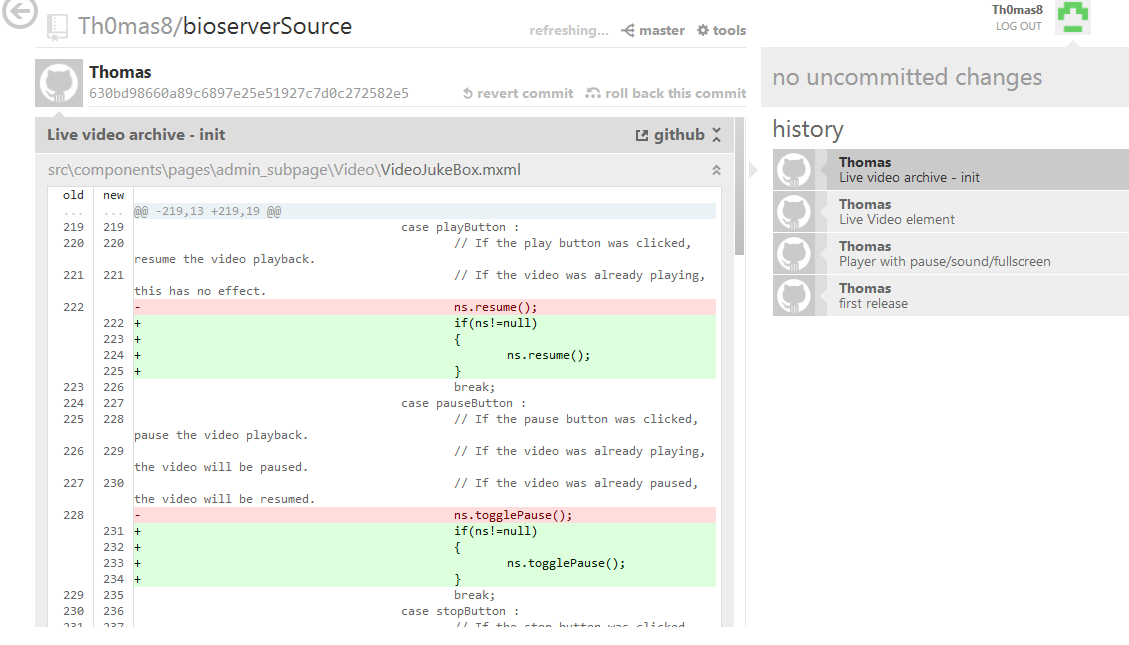 Th0mas8/bioserverSource
refreshing... master tools
Th0mas8
LOG OUT
Thomas
630bd98660a89c6897e25e51927c7d0c272582e5 revert commit roll back this commit
Live video archive - init github
src\components\pages\admin_subpage\Video\VideoJukeBox.mxml
old new
... ... @@ -219,13 +219,19 @@
219 219 case playButton :
220 220 // If the play button was clicked,
resume the video playback.
221 221 // If the video was already playing,
this has no effect.
222 - ns.resume();
222 + if(ns!=null)
223 + {
224 + ns.resume();
225 + }
223 226 break;
224 227 case pauseButton :
225 228 // If the pause button was clicked,
pause the video playback.
226 229 // If the video was already playing,
the video will be paused.
227 230 // If the video was already paused,
the video will be resumed.
228 - ns.togglePause();
231 + if(ns!=null)
232 + {
233 + ns.togglePause();
234 + }
229 235 break;
230 236 case stopButton :
231 237 // If the stop button was clicked
no uncommitted changes
history
Thomas
Live video archive - init
Thomas
Live Video element
Thomas
Player with pause/sound/fullscreen
Thomas
first release